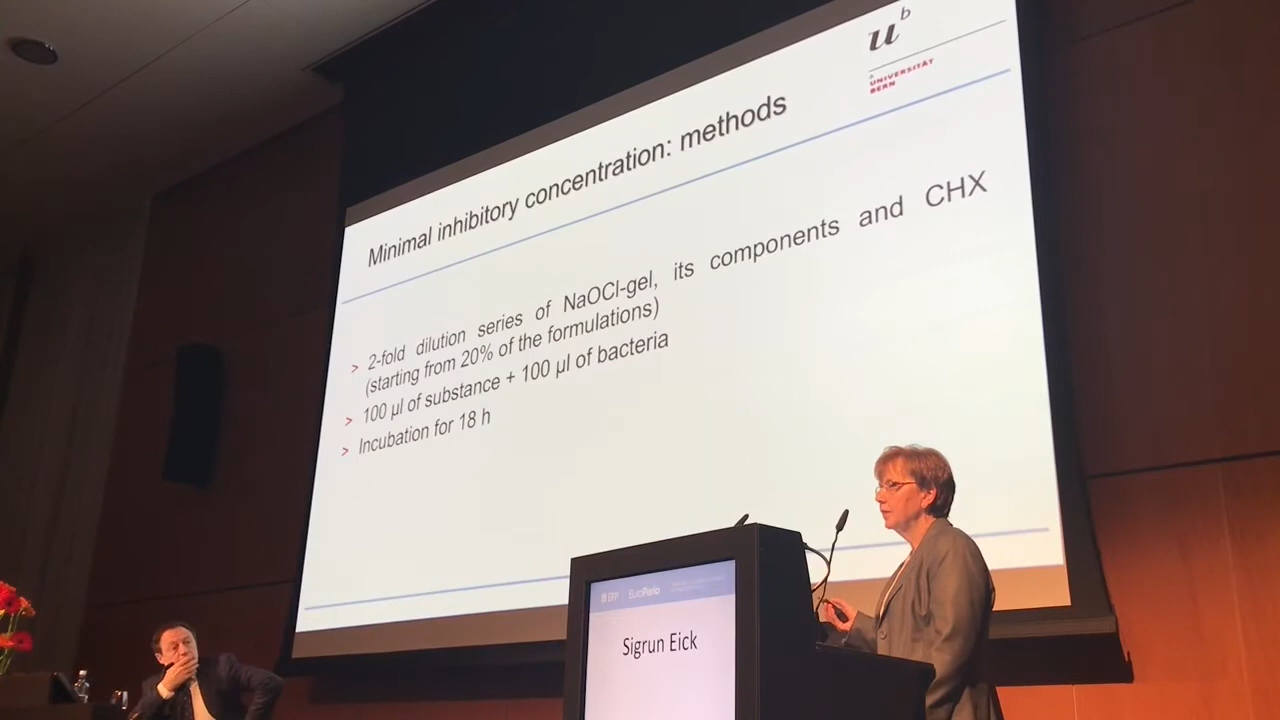 u b
b
UNIVERSITÄT
BERN
Minimal inhibitory concentration: methods
> 2-fold dilution series of NaOCl-gel, its components and CHX
(starting from 20% of the formulations)
> 100 µl of substance + 100 µl of bacteria
> Incubation for 18 h
EFP EuroPerio
Sigrun Eick